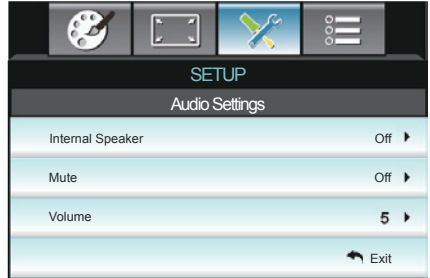 SETUP
Audio Settings
Internal Speaker Off
Mute Off
Volume 5
Exit